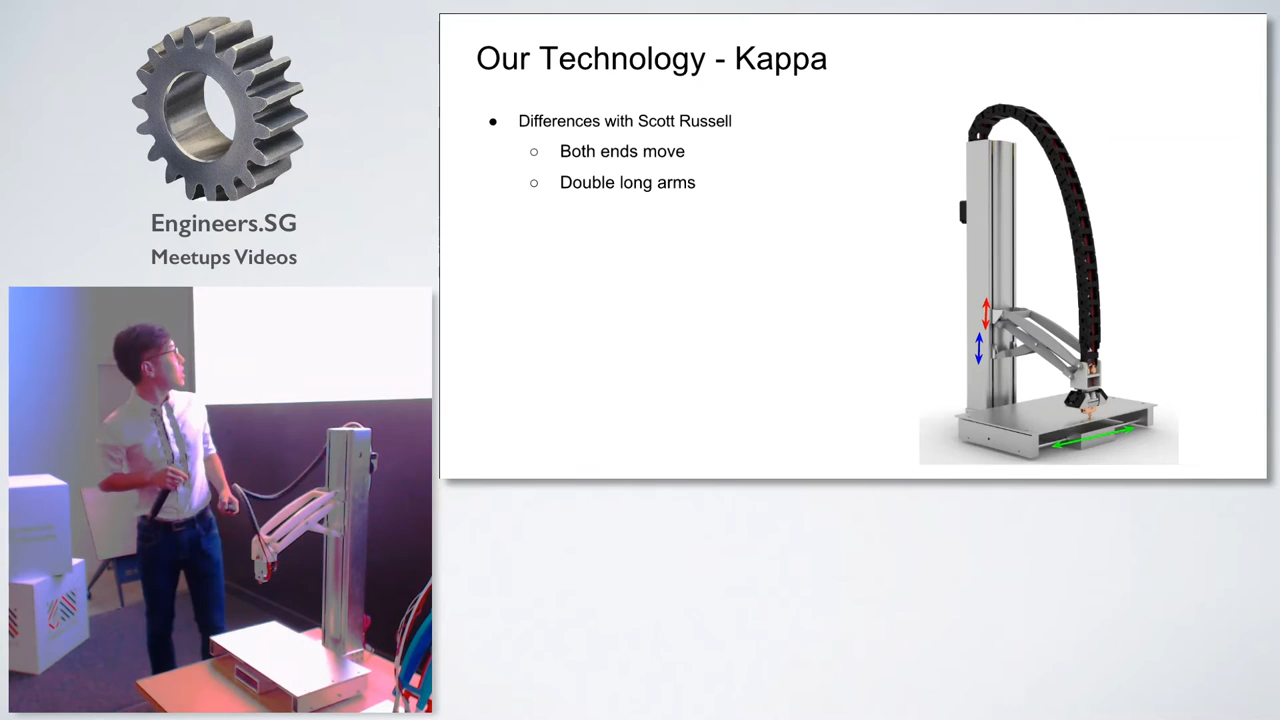 Engineers.SG
Meetups Videos
Our Technology - Kappa
Differences with Scott Russell
Both ends move
Double long arms